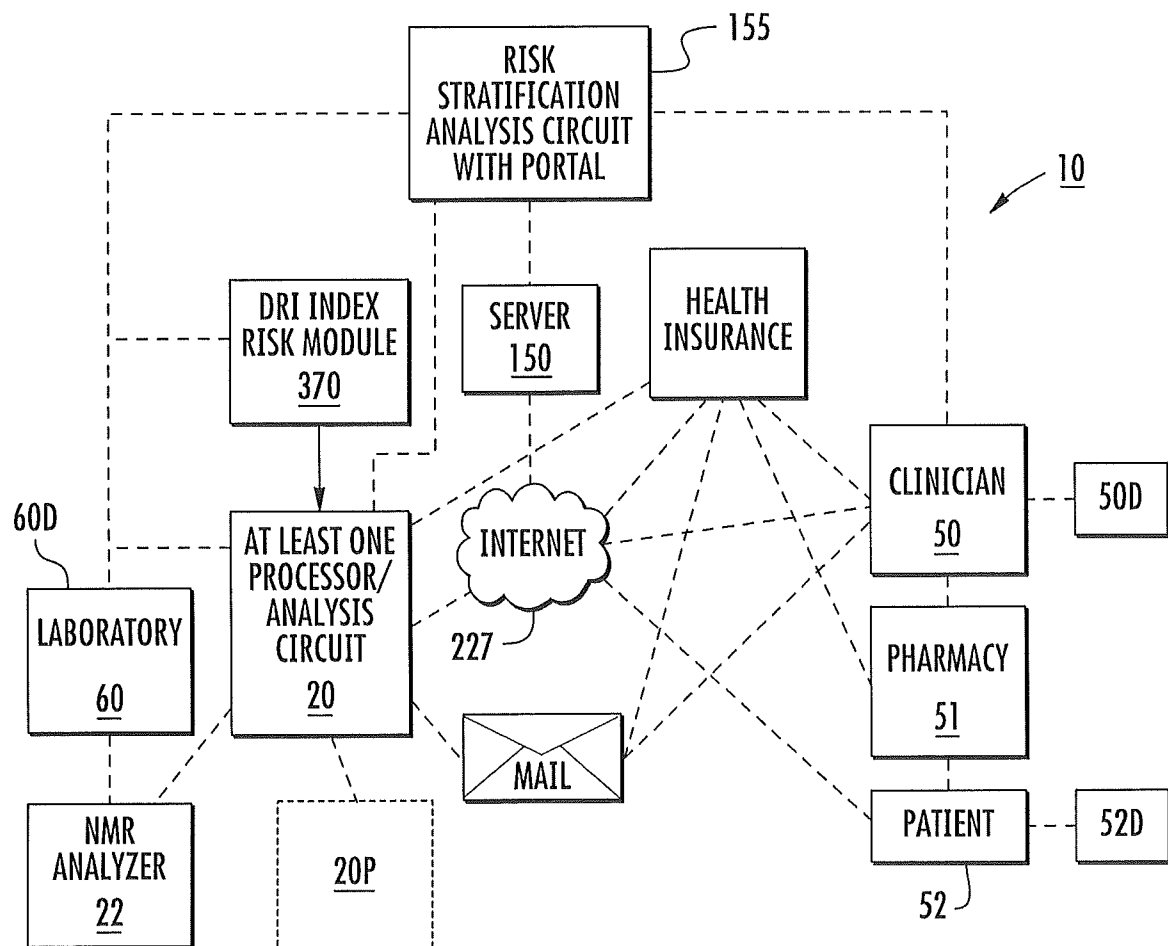 155
RISK
STRATIFICATION
ANALYSIS CIRCUIT
WITH PORTAL
10
DRI INDEX
RISK MODULE
370
SERVER
150
HEALTH
INSURANCE
CLINICIAN
50
50D
60D
LABORATORY
60
AT LEAST ONE
PROCESSOR/
ANALYSIS
CIRCUIT
20
INTERNET
227
PHARMACY
51
MAIL
PATIENT
52
52D
NMR
ANALYZER
22
20P